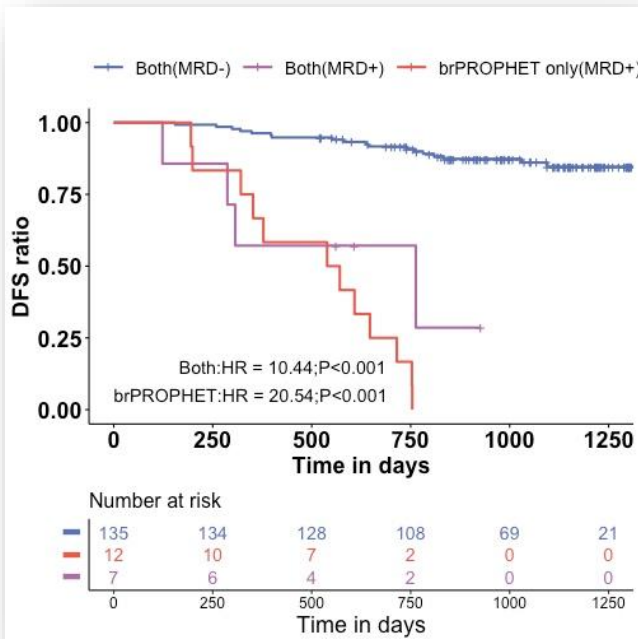 Both(MRD-) Both(MRD+) brPROPHET only(MRD+)
1.00
0.75
0.50
0.25
0.00
DFS ratio
Both:HR = 10.44;P<0.001
brPROPHET:HR = 20.54;P<0.001
0 250 500 750 1000 1250
Time in days
Number at risk
135 134 128 108 69 21
12 10 7 2 0 0
7 6 4 2 0 0
0 250 500 750 1000 1250
Time in days